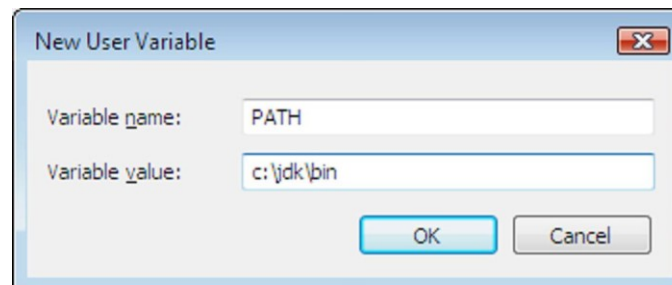 New User Variable
Variable name: PATH
Variable value: c:\jdk\bin
OK Cancel